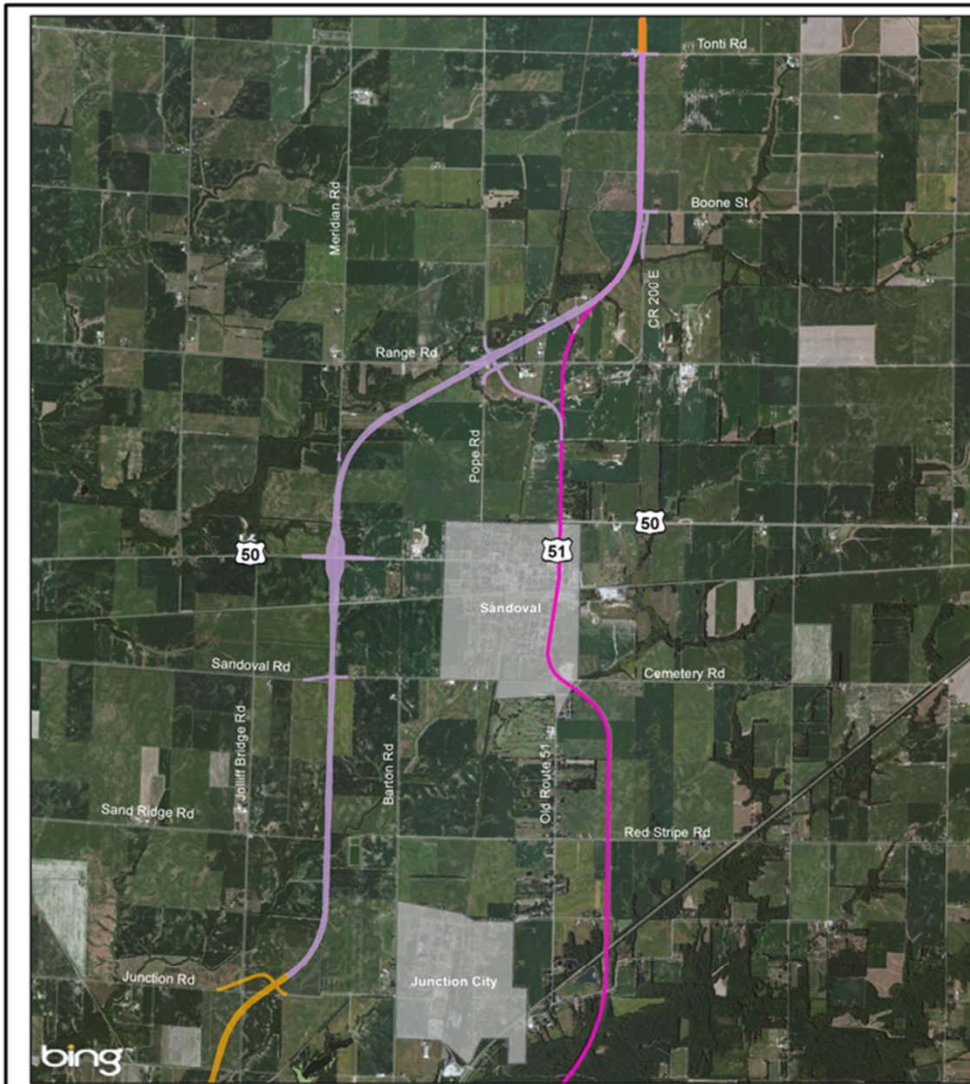 Tonti Rd
Meridian Rd
Boone St
CR 200 E
Range Rd
Pope Rd
50
50
51
Sandoval
Sandoval Rd
Cemetery Rd
Jolliff Bridge Rd
Barton Rd
Old Route 51
Sand Ridge Rd
Red Stripe Rd
Junction Rd
Junction City
bing